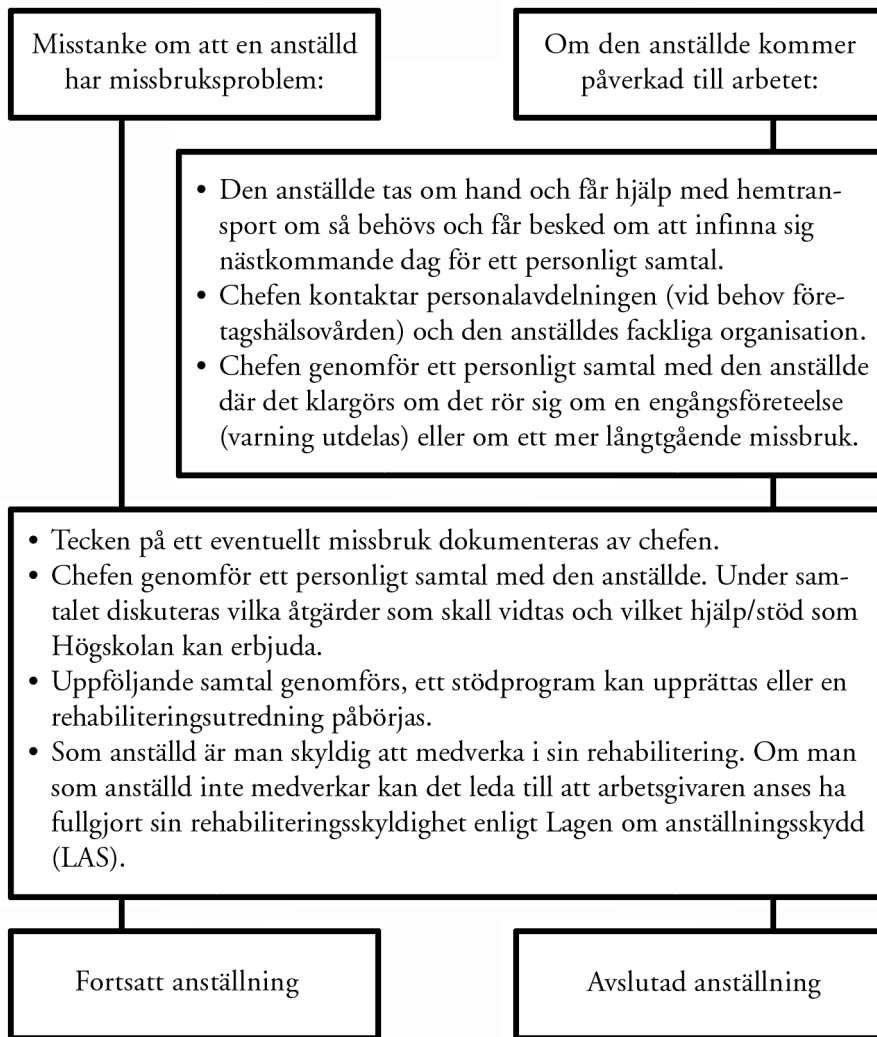 Misstanke om att en anställd
har missbruksproblem:
Om den anställde kommer
påverkad till arbetet:
• Den anställde tas om hand och får hjälp med hemtran-
sport om så behövs och får besked om att infinna sig
nästkommande dag för ett personligt samtal.
• Chefen kontaktar personalavdelningen (vid behov före-
tagshälsovården) och den anställdes fackliga organisation.
• Chefen genomför ett personligt samtal med den anställde
där det klargörs om det rör sig om en engångsföreteelse
(varning utdelas) eller om ett mer långtgående missbruk.
• Tecken på ett eventuellt missbruk dokumenteras av chefen.
• Chefen genomför ett personligt samtal med den anställde. Under sam-
talet diskuteras vilka åtgärder som skall vidtas och vilket hjälp/stöd som
Högskolan kan erbjuda.
• Uppföljande samtal genomförs, ett stödprogram kan upprättas eller en
rehabiliteringsutredning påbörjas.
• Som anställd är man skyldig att medverka i sin rehabilitering. Om man
som anställd inte medverkar kan det leda till att arbetsgivaren anses ha
fullgjort sin rehabiliteringsskyldighet enligt Lagen om anställningsskydd
(LAS).
Fortsatt anställning
Avslutad anställning